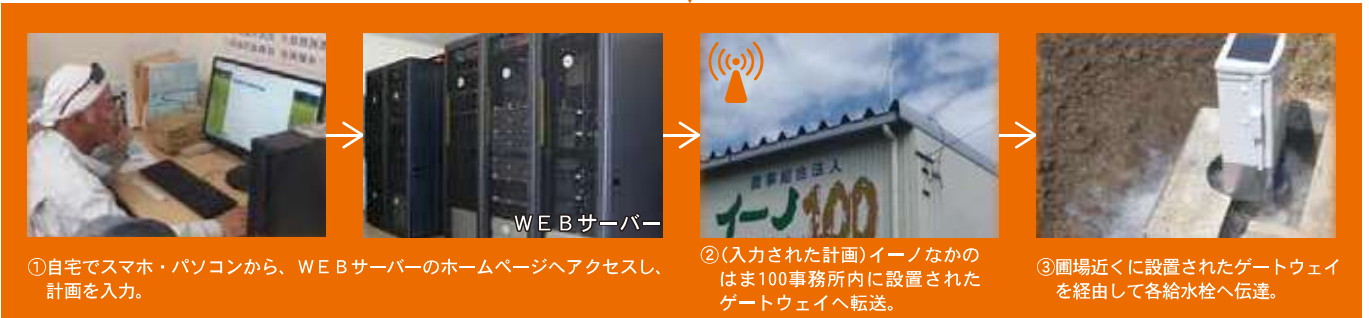 WEBサーバー
農事組合法人
イーノ100
①自宅でスマホ・パソコンから、WEBサーバーのホームページへアクセスし、
計画を入力。
②(入力された計画)イーノなかの
はま100事務所内に設置された
ゲートウェイへ転送。
③圃場近くに設置されたゲートウェイ
を経由して各給水栓へ伝達。